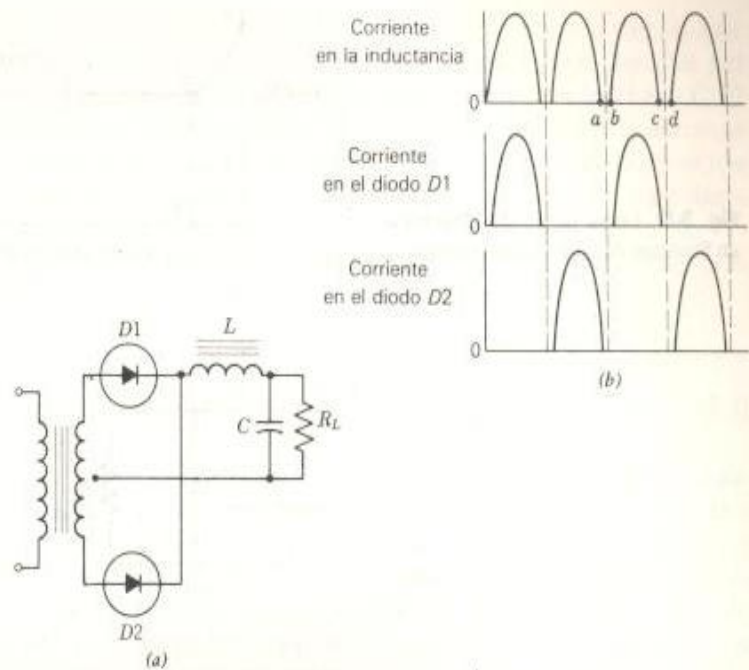 Corriente
en la inductancia
0
a b c d
Corriente
en el diodo D1
0
Corriente
en el diodo D2
0
(b)
D1
L
C
R_L
D2
(a)